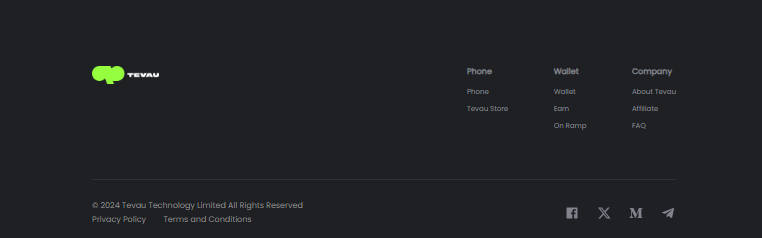 TEVAU
Phone
Phone
Tevau Store
Wallet
Wallet
Earn
On Ramp
Company
About Tevau
Affiliate
FAQ
© 2024 Tevau Technology Limited All Rights Reserved
Privacy Policy Terms and Conditions